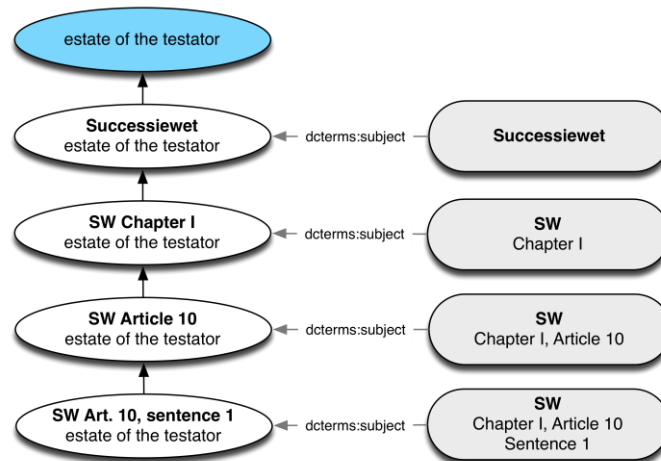 estate of the testator
Successiewet
estate of the testator
dcterms:subject
Successiewet
SW Chapter I
estate of the testator
dcterms:subject
SW
Chapter I
SW Article 10
estate of the testator
dcterms:subject
SW
Chapter I, Article 10
SW Art. 10, sentence 1
estate of the testator
dcterms:subject
SW
Chapter I, Article 10
Sentence 1